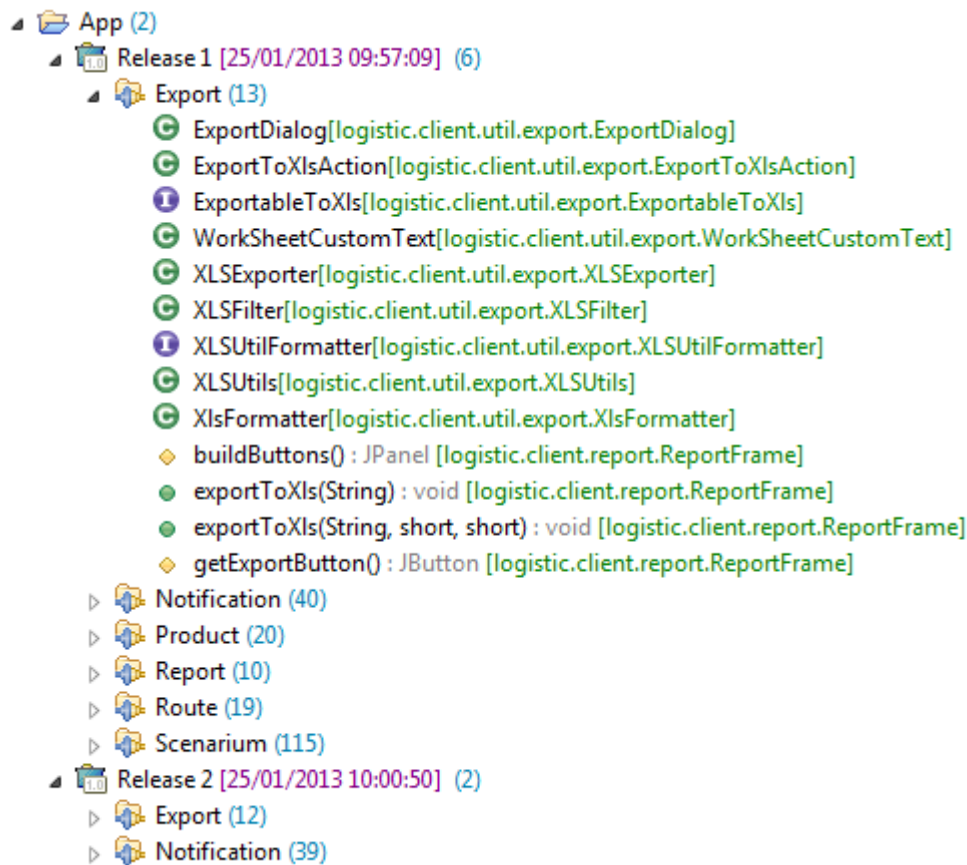 App (2)
1.0 Release 1 [25/01/2013 09:57:09] (6)
Export (13)
C ExportDialog[logistic.client.util.export.ExportDialog]
C ExportToXlsAction[logistic.client.util.export.ExportToXlsAction]
I ExportableToXls[logistic.client.util.export.ExportableToXls]
C WorkSheetCustomText[logistic.client.util.export.WorkSheetCustomText]
C XLSExporter[logistic.client.util.export.XLSExporter]
C XLSFilter[logistic.client.util.export.XLSFilter]
I XLSUtilFormatter[logistic.client.util.export.XLSUtilFormatter]
C XLSUtils[logistic.client.util.export.XLSUtils]
C XlsFormatter[logistic.client.util.export.XlsFormatter]
buildButtons() : JPanel [logistic.client.report.ReportFrame]
exportToXls(String) : void [logistic.client.report.ReportFrame]
exportToXls(String, short, short) : void [logistic.client.report.ReportFrame]
getExportButton() : JButton [logistic.client.report.ReportFrame]
Notification (40)
Product (20)
Report (10)
Route (19)
Scenarium (115)
1.0 Release 2 [25/01/2013 10:00:50] (2)
Export (12)
Notification (39)